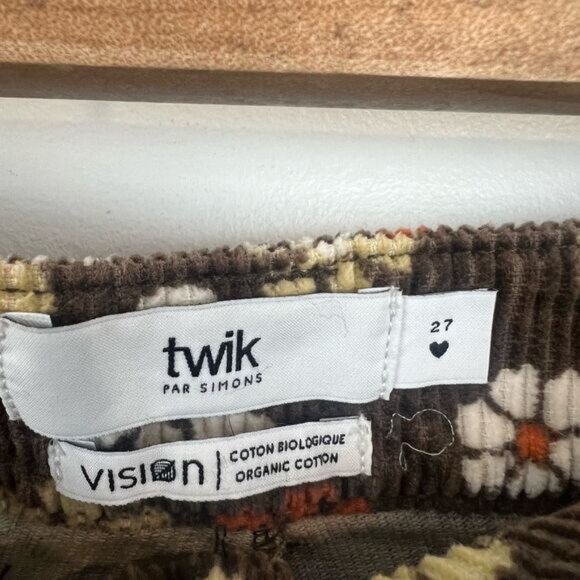 twik
PAR SIMONS
27
VISION
COTON BIOLOGIQUE
ORGANIC COTTON